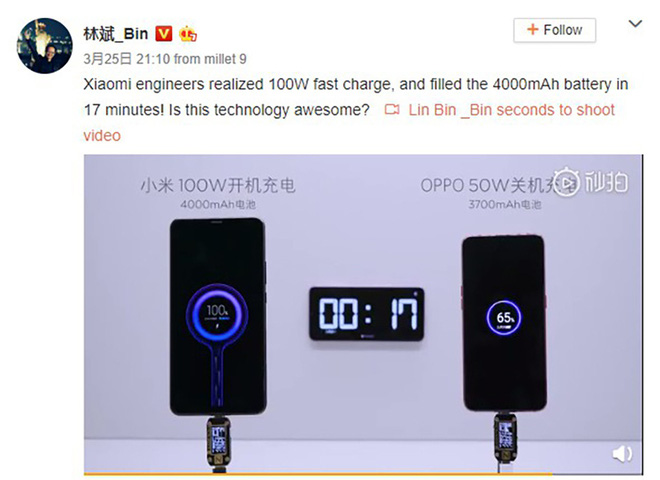 林斌_Bin
+ Follow
3月25日 21:10 from millet 9
Xiaomi engineers realized 100W fast charge, and filled the 4000mAh battery in
17 minutes! Is this technology awesome? Lin Bin _Bin seconds to shoot
video
小米 100W开机充电
4000mAh电池
OPPO 50W关机充电
3700mAh电池
秒拍
100%
00:17
65%